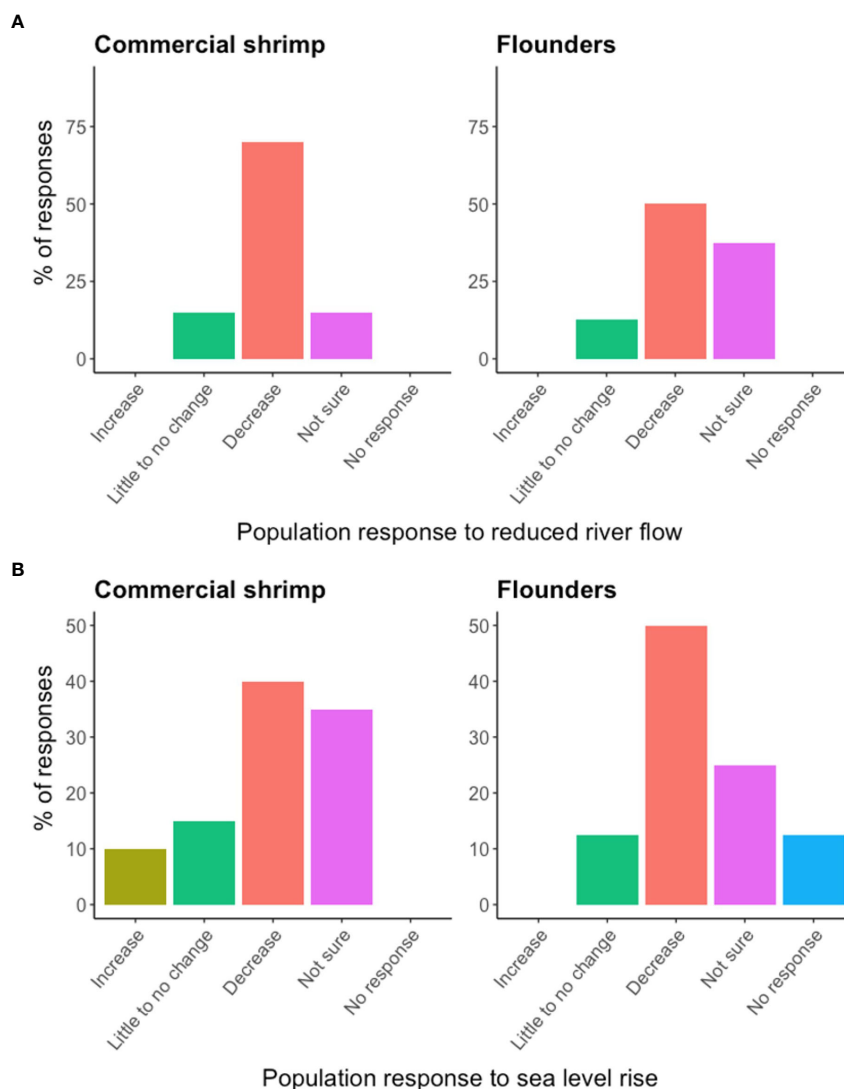 A
Commercial shrimp
Flounders
% of responses
75
50
25
0
75
50
25
0
Increase
Little to no change
Decrease
Not sure
No response
Increase
Little to no change
Decrease
Not sure
No response
Population response to reduced river flow
B
Commercial shrimp
Flounders
% of responses
50
40
30
20
10
0
50
40
30
20
10
0
Increase
Little to no change
Decrease
Not sure
No response
Increase
Little to no change
Decrease
Not sure
No response
Population response to sea level rise